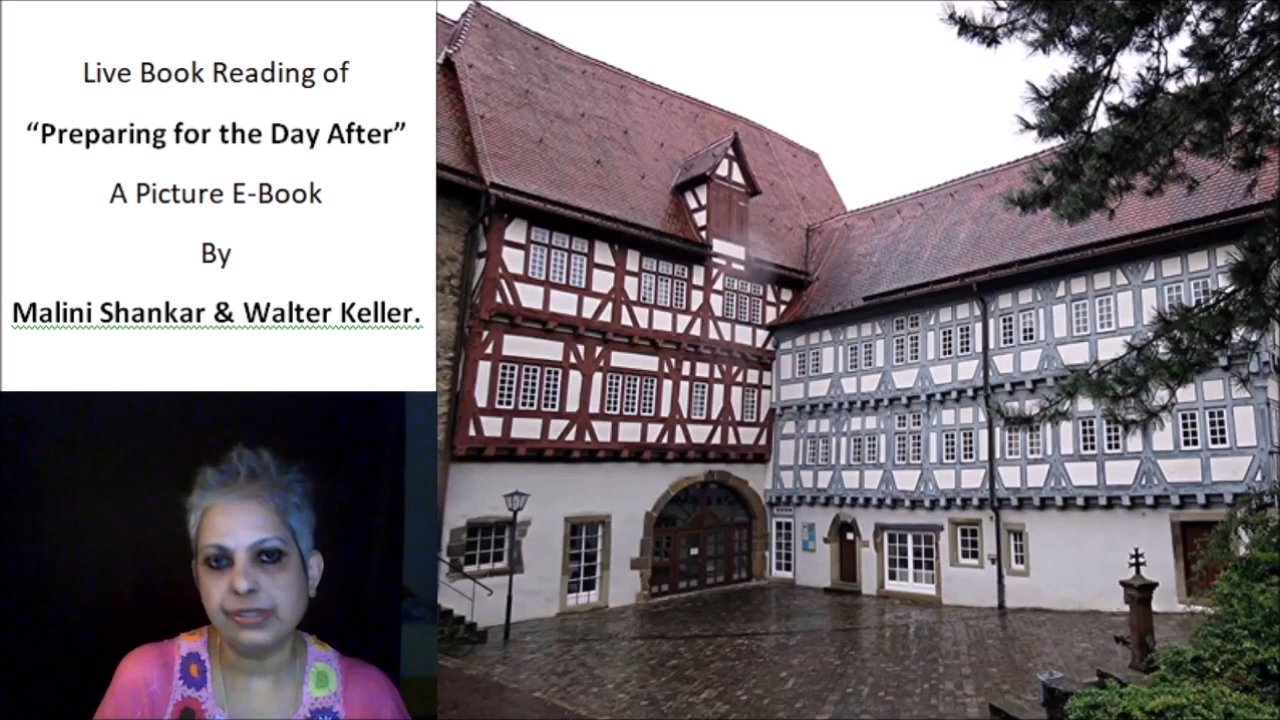 Live Book Reading of
“Preparing for the Day After”
A Picture E-Book
By
Malini Shankar & Walter Keller.